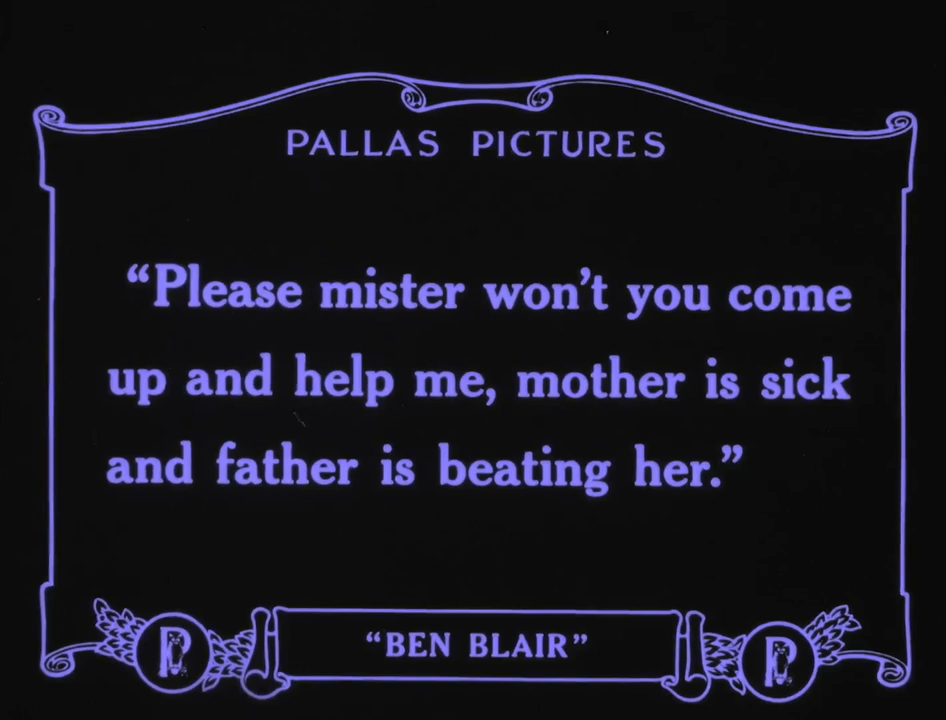 PALLAS PICTURES
“Please mister won’t you come
up and help me, mother is sick
and father is beating her.”
P
“BEN BLAIR”
P